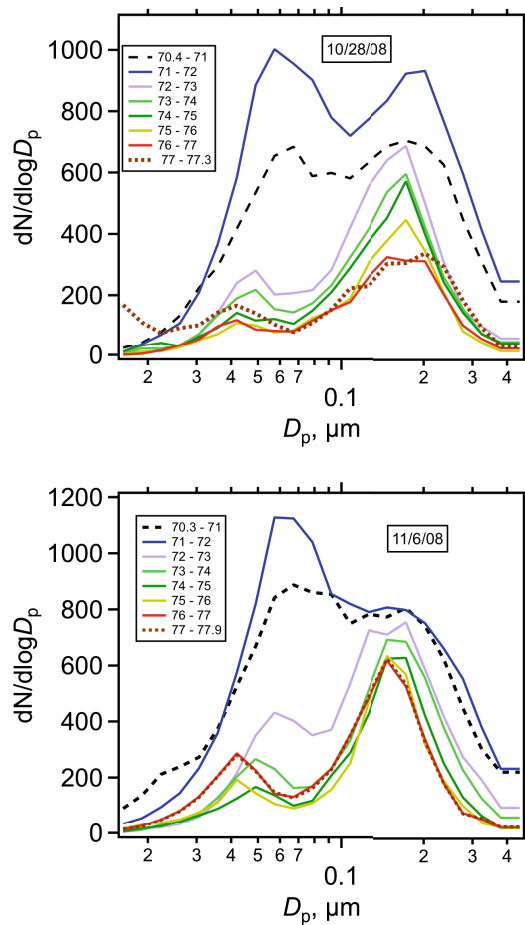 10/28/08
1000
800
600
400
200
0
dN/dlogDp
70.4 - 71
71 - 72
72 - 73
73 - 74
74 - 75
75 - 76
76 - 77
77 - 77.3
2 3 4 5 6 7 2 3 4
0.1
Dp, μm
11/6/08
1200
1000
800
600
400
200
0
dN/dlogDp
70.3 - 71
71 - 72
72 - 73
73 - 74
74 - 75
75 - 76
76 - 77
77 - 77.9
2 3 4 5 6 7 2 3 4
0.1
Dp, μm